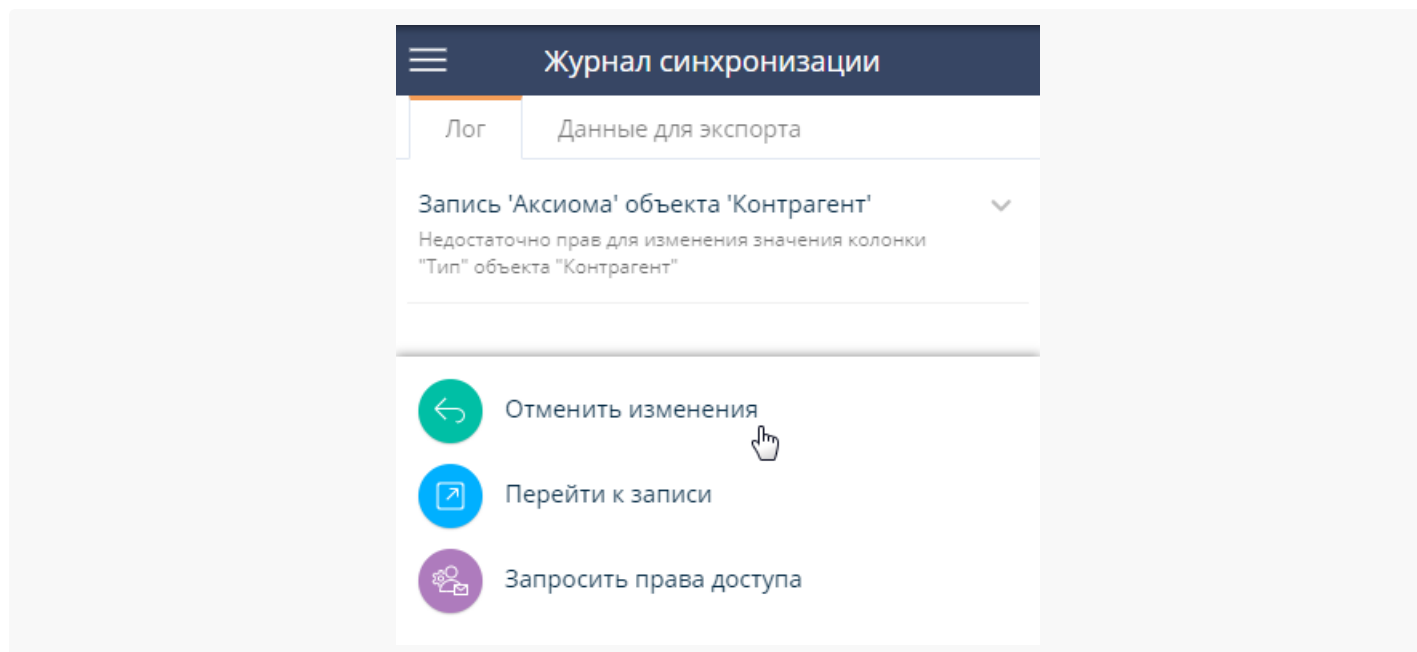 Журнал синхронизации
Лог
Данные для экспорта
Запись 'Аксиома' объекта 'Контрагент'
Недостаточно прав для изменения значения колонки
"Тип" объекта "Контрагент"
Отменить изменения
Перейти к записи
Запросить права доступа